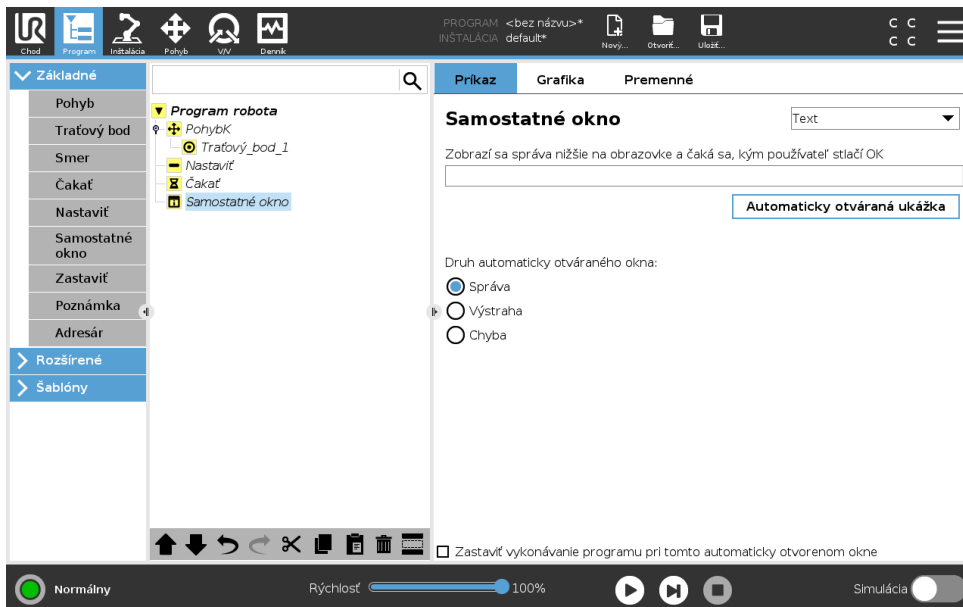 PROGRAM <bez názvu>*
INŠTALÁCIA default*
Chod
Program
Inštalácia
Pohyb
V/V
Denník
Nový...
Otvoriť...
Uložiť...
C C
C C
Základné
Pohyb
Traťový bod
Smer
Čakať
Nastaviť
Samostatné
okno
Zastaviť
Poznámka
Adresár
Rozšírené
Šablóny
Program robota
PohybK
Traťový_bod_1
Nastaviť
Čakať
Samostatné okno
Príkaz Grafika Premenné
Samostatné okno
Text
Zobrazí sa správa nižšie na obrazovke a čaká sa, kým používateľ stlačí OK
Automaticky otváraná ukážka
Druh automaticky otváraného okna:
Správa
Výstraha
Chyba
Zastaviť vykonávanie programu pri tomto automaticky otvorenom okne
Normálny
Rýchlosť 100%
Simulácia